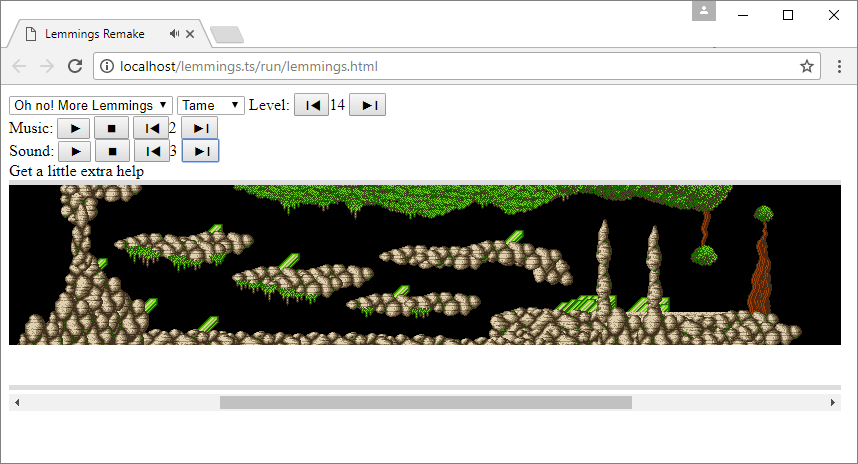 Lemmings Remake
localhost/lemmings.ts/run/lemmings.html
Oh no! More Lemmings Tame Level: 14
Music: 2
Sound: 3
Get a little extra help